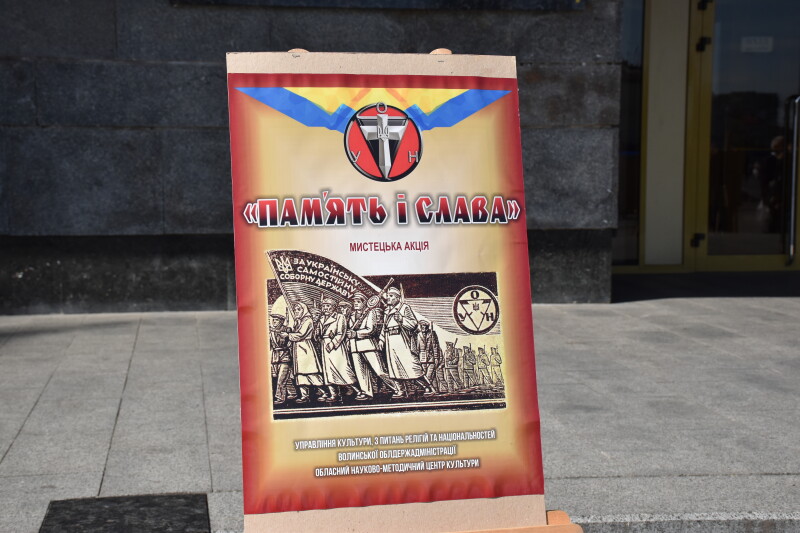 О
У Н
«ПАМ'ЯТЬ І СЛАВА»
МИСТЕЦЬКА АКЦІЯ
ЗА УКРАЇНСЬКУ
САМОСТІЙНУ
СОБОРНУ ДЕРЖАВУ
О
У Н
УПРАВЛІННЯ КУЛЬТУРИ, З ПИТАНЬ РЕЛІГІЙ ТА НАЦІОНАЛЬНОСТЕЙ
ВОЛИНСЬКОЇ ОБЛДЕРЖАДМІНІСТРАЦІЇ
ОБЛАСНИЙ НАУКОВО-МЕТОДИЧНИЙ ЦЕНТР КУЛЬТУРИ